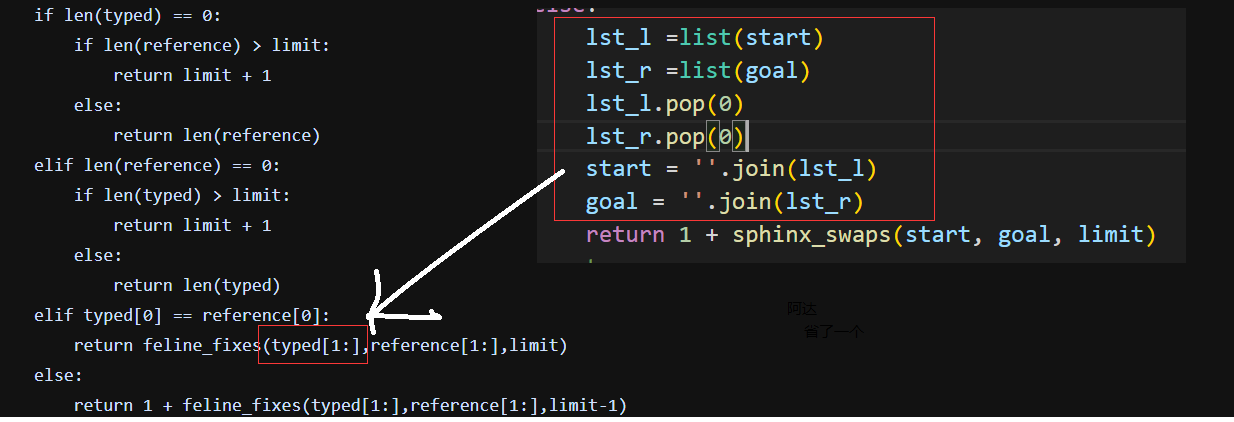 if len(typed) == 0:
if len(reference) > limit:
return limit + 1
else:
return len(reference)
elif len(reference) == 0:
if len(typed) > limit:
return limit + 1
else:
return len(typed)
elif typed[0] == reference[0]:
return feline_fixes(typed[1:],reference[1:],limit)
else:
return 1 + feline_fixes(typed[1:],reference[1:],limit-1)
else:
lst_l =list(start)
lst_r =list(goal)
lst_l.pop(0)
lst_r.pop(0)
start = ''.join(lst_l)
goal = ''.join(lst_r)
return 1 + sphinx_swaps(start, goal, limit)
阿达
省了一个